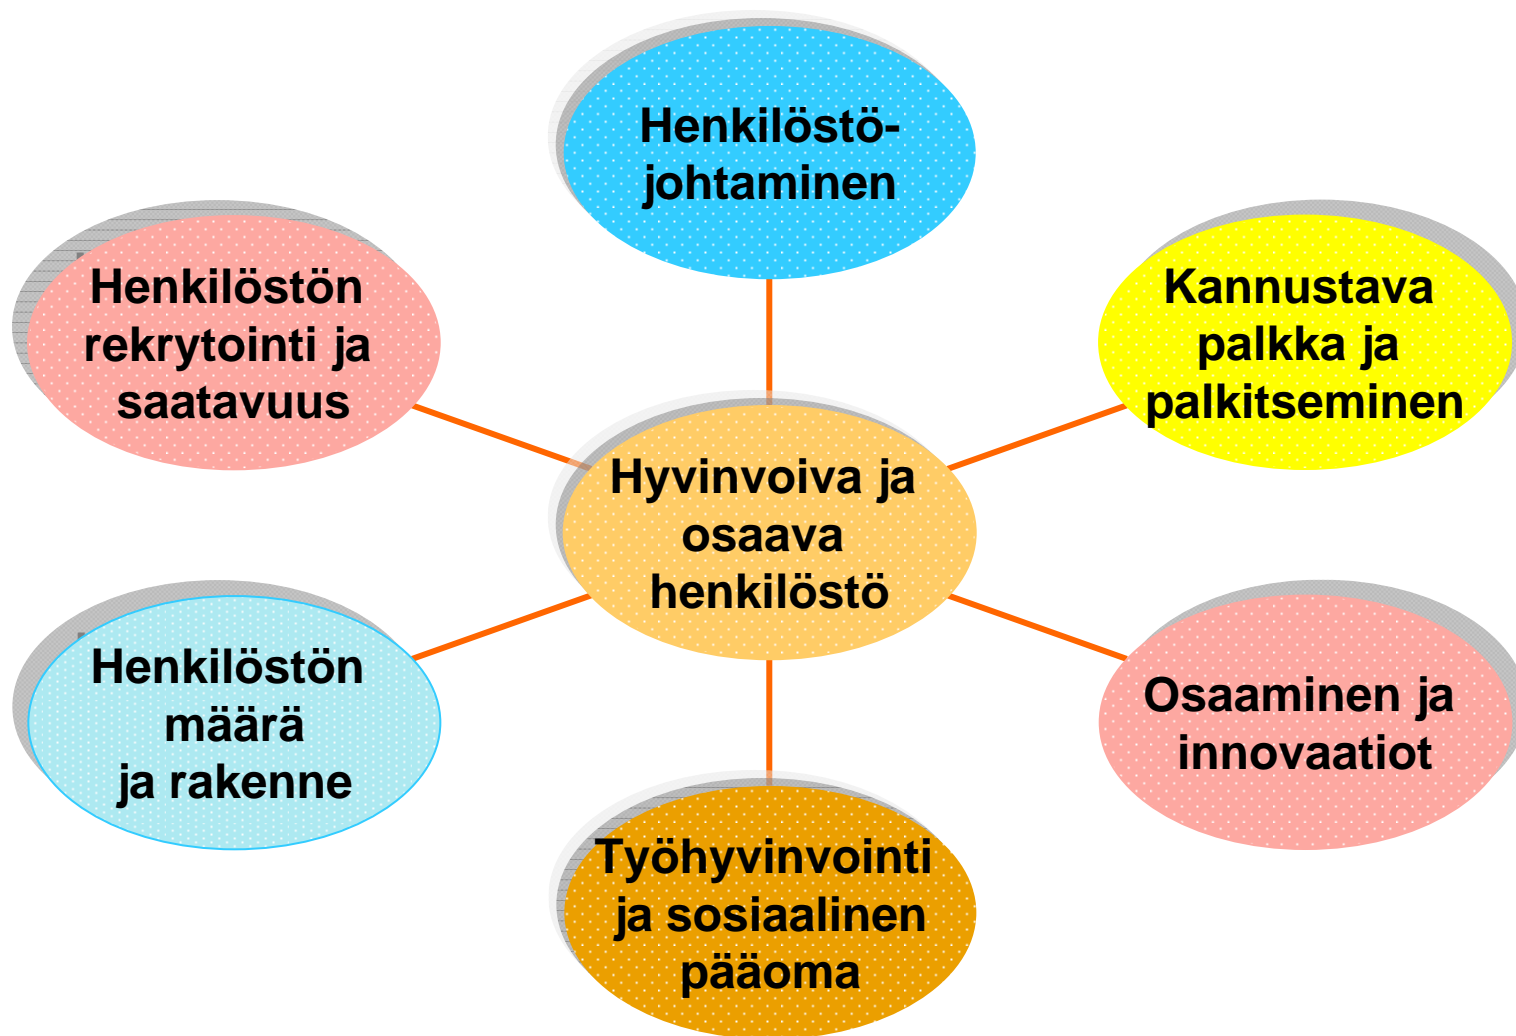 Henkilöstö-
johtaminen
Henkilöstön
rekrytointi ja
saatavuus
Kannustava
palkka ja
palkitseminen
Hyvinvoiva ja
osaava
henkilöstö
Henkilöstön
määrä
ja rakenne
Osaaminen ja
innovaatiot
Työhyvinvointi
ja sosiaalinen
pääoma